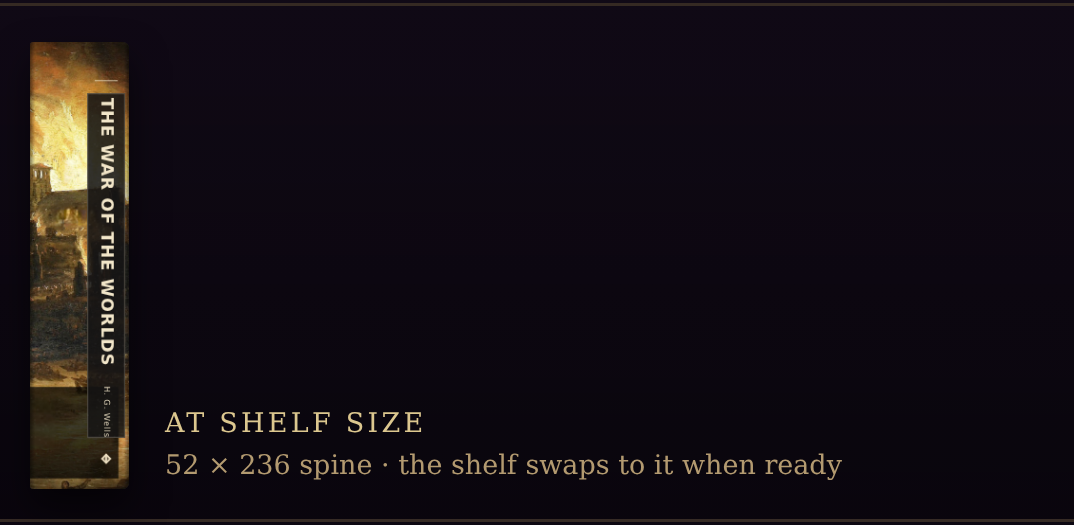 THE WAR OF THE WORLDS
H. G. Wells
AT SHELF SIZE
52 × 236 spine · the shelf swaps to it when ready